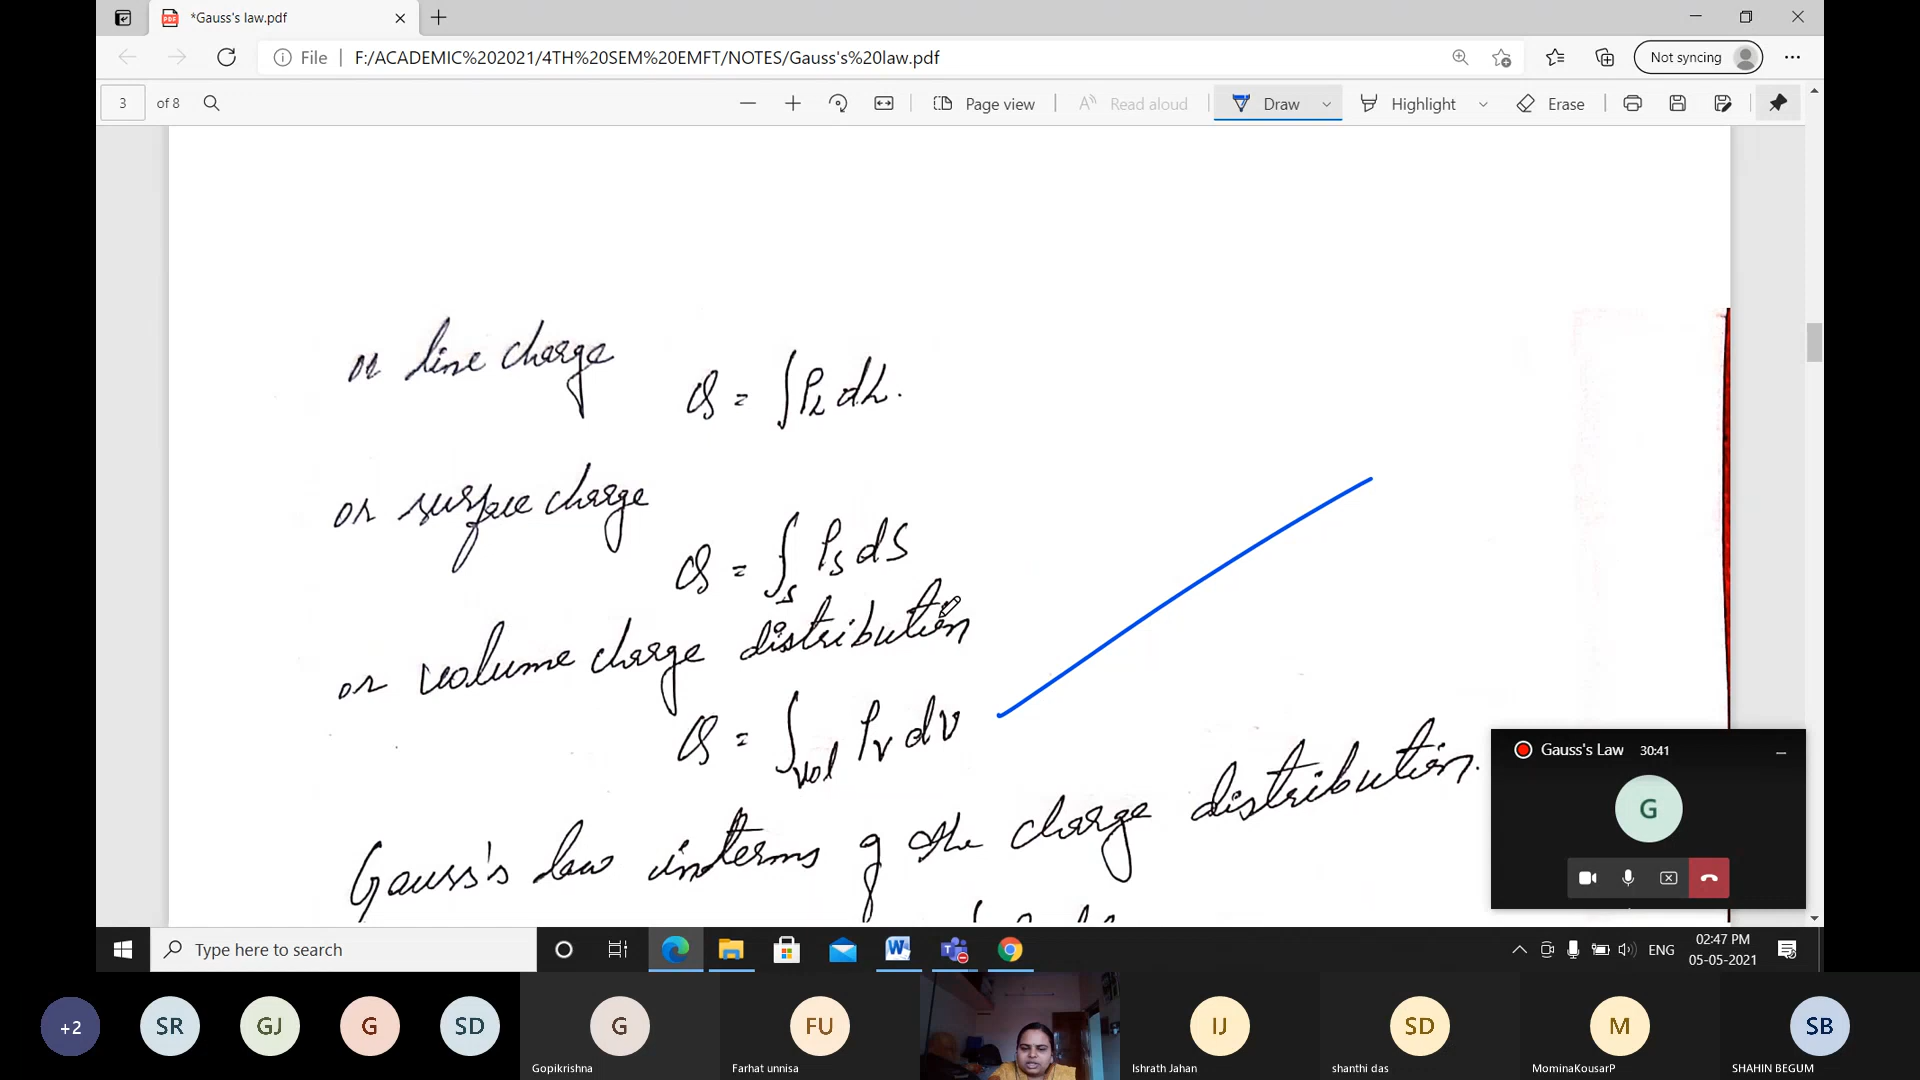 *Gauss's law.pdf
File F:/ACADEMIC%202021/4TH%20SEM%20EMFT/NOTES/Gauss's%20law.pdf
Not syncing
3 of 8
Page view
Read aloud
Draw
Highlight
Erase
or line charge
Q = ∫ρL dL.
or surface charge
Q = ∫s ρs ds
or volume charge distribution
Q = ∫vol ρv dv
Gauss's law interms of the charge distribution.
Gauss's Law 30:41
G
Type here to search
ENG
02:47 PM
05-05-2021
+2
SR
GJ
G
SD
G
Gopikrishna
FU
Farhat unnisa
IJ
Ishrath Jahan
SD
shanthi das
M
MominaKousarP
SB
SHAHIN BEGUM